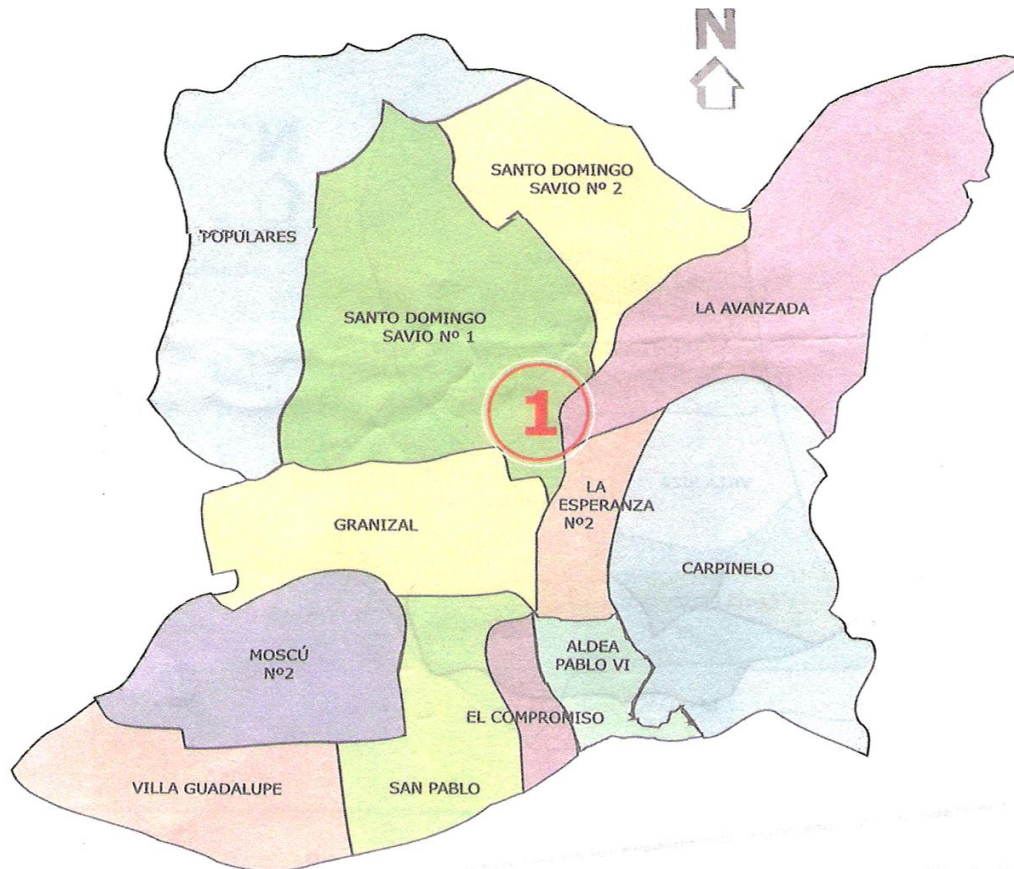 N
SANTO DOMINGO
SAVIO Nº 2
POPULARES
LA AVANZADA
SANTO DOMINGO
SAVIO Nº 1
1
LA
ESPERANZA
Nº2
GRANIZAL
CARPINELO
ALDEA
PABLO VI
MOSCÚ
Nº2
EL COMPROMISO
VILLA GUADALUPE
SAN PABLO